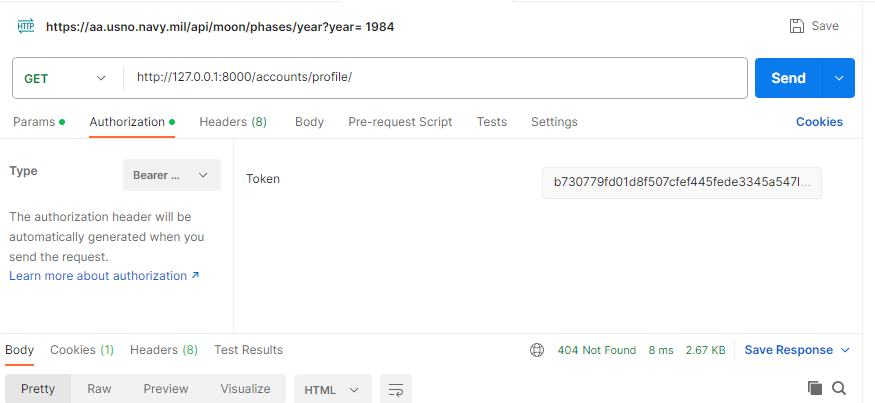 HTTP https://aa.usno.navy.mil/api/moon/phases/year?year= 1984 Save
GET http://127.0.0.1:8000/accounts/profile/ Send
Params Authorization Headers (8) Body Pre-request Script Tests Settings Cookies
Type Bearer ... Token b730779fd01d8f507cfef445fede3345a547l...
The authorization header will be
automatically generated when you
send the request.
Learn more about authorization ↗
Body Cookies (1) Headers (8) Test Results 404 Not Found 8 ms 2.67 KB Save Response
Pretty Raw Preview Visualize HTML